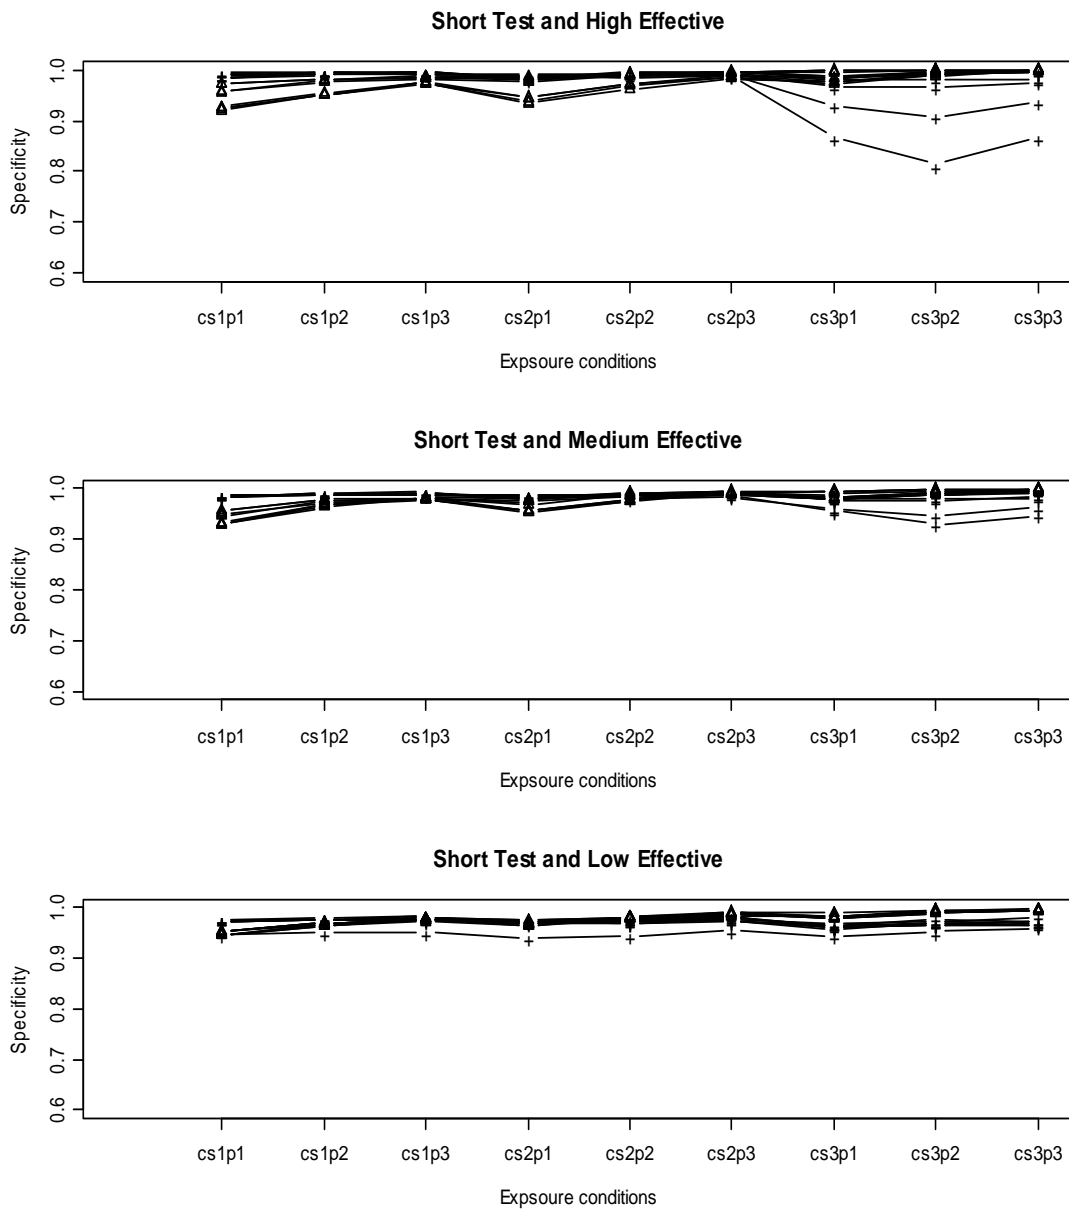 Short Test and High Effective
Specificity
1.0
0.9
0.8
0.7
0.6
cs1p1 cs1p2 cs1p3 cs2p1 cs2p2 cs2p3 cs3p1 cs3p2 cs3p3
Expsoure conditions
Short Test and Medium Effective
Specificity
1.0
0.9
0.8
0.7
0.6
cs1p1 cs1p2 cs1p3 cs2p1 cs2p2 cs2p3 cs3p1 cs3p2 cs3p3
Expsoure conditions
Short Test and Low Effective
Specificity
1.0
0.9
0.8
0.7
0.6
cs1p1 cs1p2 cs1p3 cs2p1 cs2p2 cs2p3 cs3p1 cs3p2 cs3p3
Expsoure conditions